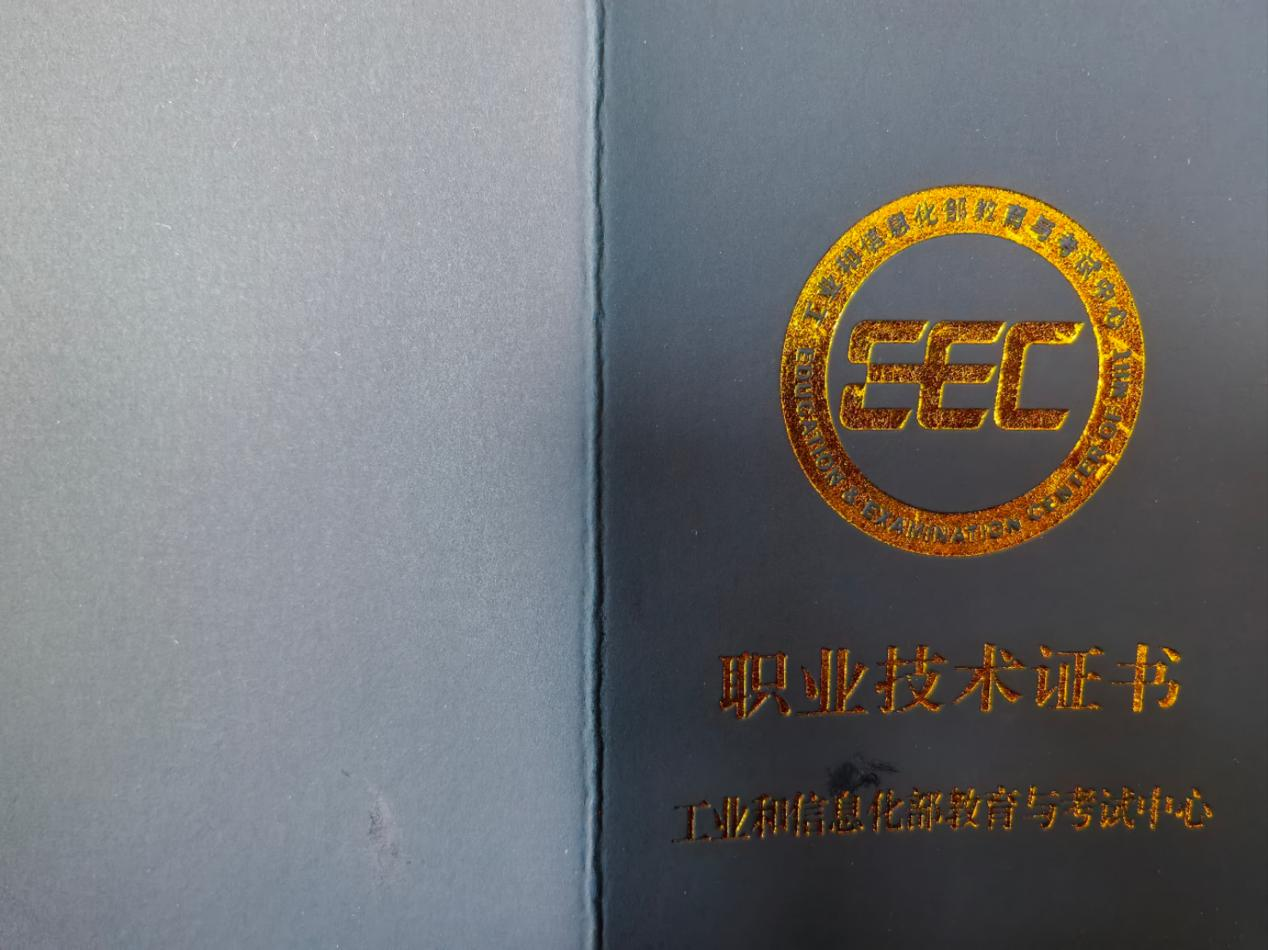 工业和信息化部教育与考试中心
EEC
EDUCATION & EXAMINATION CENTER OF MIIT
职业技术证书
工业和信息化部教育与考试中心